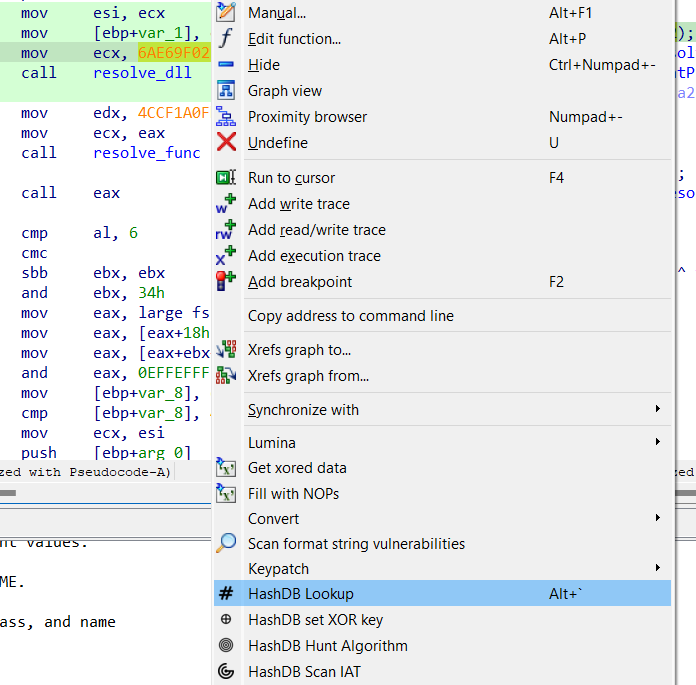 mov esi, ecx
mov [ebp+var_1],
mov ecx, 6AE69F02
call resolve_dll
mov edx, 4CCF1A0F
mov ecx, eax
call resolve_func
call eax
cmp al, 6
cmc
sbb ebx, ebx
and ebx, 34h
mov eax, large fs
mov eax, [eax+18h
mov eax, [eax+ebx
and eax, 0EFFEFFF
mov [ebp+var_8],
cmp [ebp+var_8],
mov ecx, esi
push [ebp+arg_0]
zed with Pseudocode-A)
nt values.
ME.
ass, and name
Manual... Alt+F1
Edit function... Alt+P
Hide Ctrl+Numpad+-
Graph view
Proximity browser Numpad+-
Undefine U
Run to cursor F4
Add write trace
Add read/write trace
Add execution trace
Add breakpoint F2
Copy address to command line
Xrefs graph to...
Xrefs graph from...
Synchronize with
Lumina
Get xored data
Fill with NOPs
Convert
Scan format string vulnerabilities
Keypatch
HashDB Lookup Alt+`
HashDB set XOR key
HashDB Hunt Algorithm
HashDB Scan IAT
);
sol
tP
a2
;
eso
^
zed